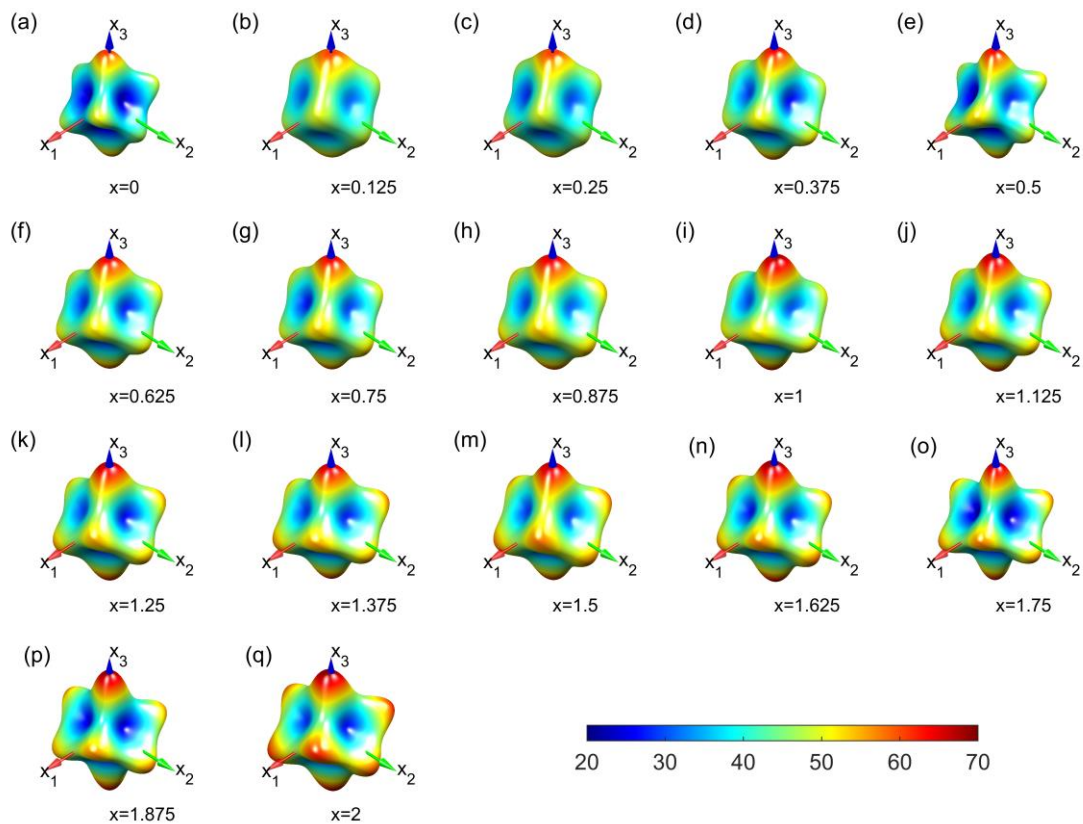 (a) (b) (c) (d) (e)
x3 x3 x3 x3 x3
x1 x2 x1 x2 x1 x2 x1 x2 x1 x2
x=0 x=0.125 x=0.25 x=0.375 x=0.5
(f) (g) (h) (i) (j)
x3 x3 x3 x3 x3
x1 x2 x1 x2 x1 x2 x1 x2 x1 x2
x=0.625 x=0.75 x=0.875 x=1 x=1.125
(k) (l) (m) (n) (o)
x3 x3 x3 x3 x3
x1 x2 x1 x2 x1 x2 x1 x2 x1 x2
x=1.25 x=1.375 x=1.5 x=1.625 x=1.75
(p) (q)
x3 x3
x1 x2 x1 x2
x=1.875 x=2
20 30 40 50 60 70